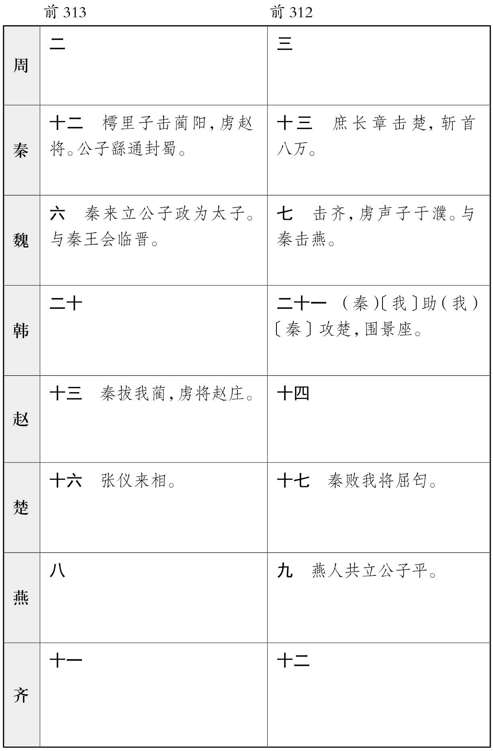 前 313
前 312
周
二
三
秦
十二 樗里子击蔺阳，虏赵
将。公子繇通封蜀。
十三 庶长章击楚，斩首
八万。
魏
六 秦来立公子政为太子。
与秦王会临晋。
七 击齐，虏声子于濮。与
秦击燕。
韩
二十
二十一 （秦）〔我〕助（我）
〔秦〕攻楚，围景座。
赵
十三 秦拔我蔺，虏将赵庄。
十四
楚
十六 张仪来相。
十七 秦败我将屈匄。
燕
八
九 燕人共立公子平。
齐
十一
十二